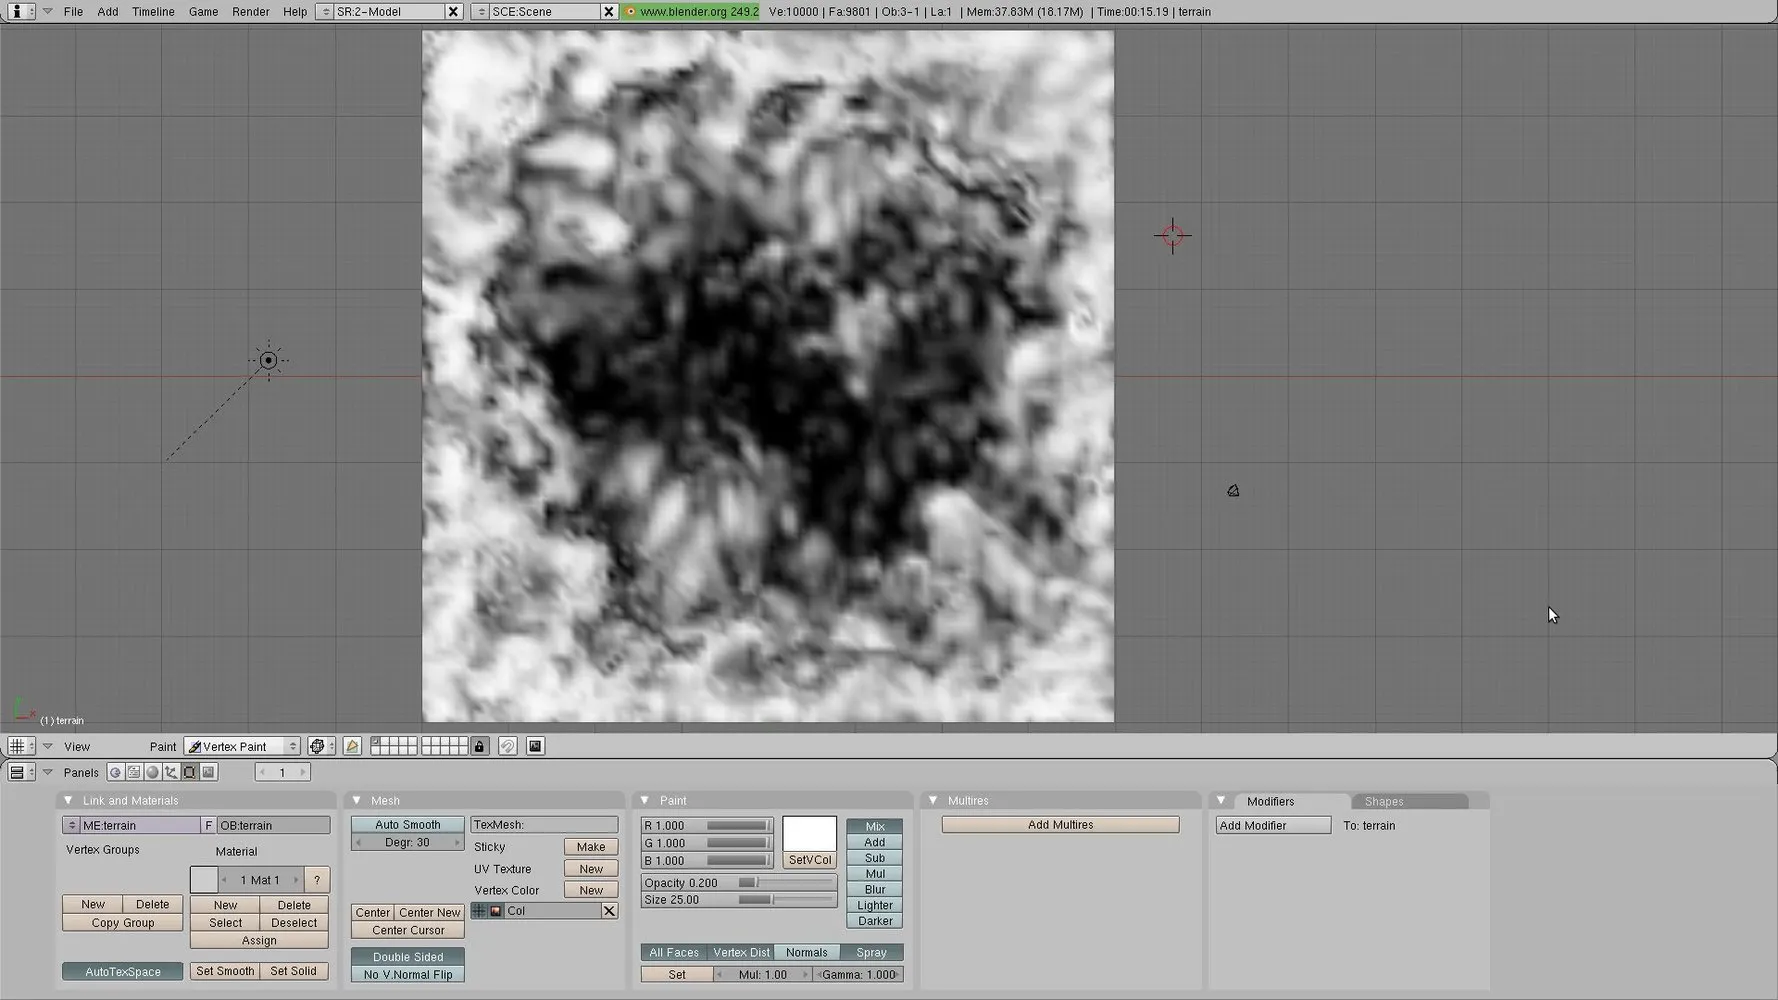 File Add Timeline Game Render Help SR:2-Model SCE:Scene www.blender.org 249.2 Ve:10000 | Fa:9801 | Ob:3-1 | La:1 | Mem:37.83M (18.17M) | Time:00:15.19 | terrain
(1) terrain
View Paint Vertex Paint
Panels 1
Link and Materials
ME:terrain F OB:terrain
Vertex Groups
Material
1 Mat 1 ?
New Delete New Delete
Copy Group Select Deselect
Assign
AutoTexSpace Set Smooth Set Solid
Mesh
Auto Smooth TexMesh:
Degr: 30 Sticky Make
UV Texture New
Vertex Color New
Center Center New Col
Center Cursor
Double Sided
No V.Normal Flip
Paint
R 1.000
G 1.000
B 1.000 SetVCol
Opacity 0.200
Size 25.00
Mix
Add
Sub
Mul
Blur
Lighter
Darker
All Faces Vertex Dist Normals Spray
Set Mul: 1.00 Gamma: 1.000
Multires
Add Multires
Modifiers Shapes
Add Modifier To: terrain